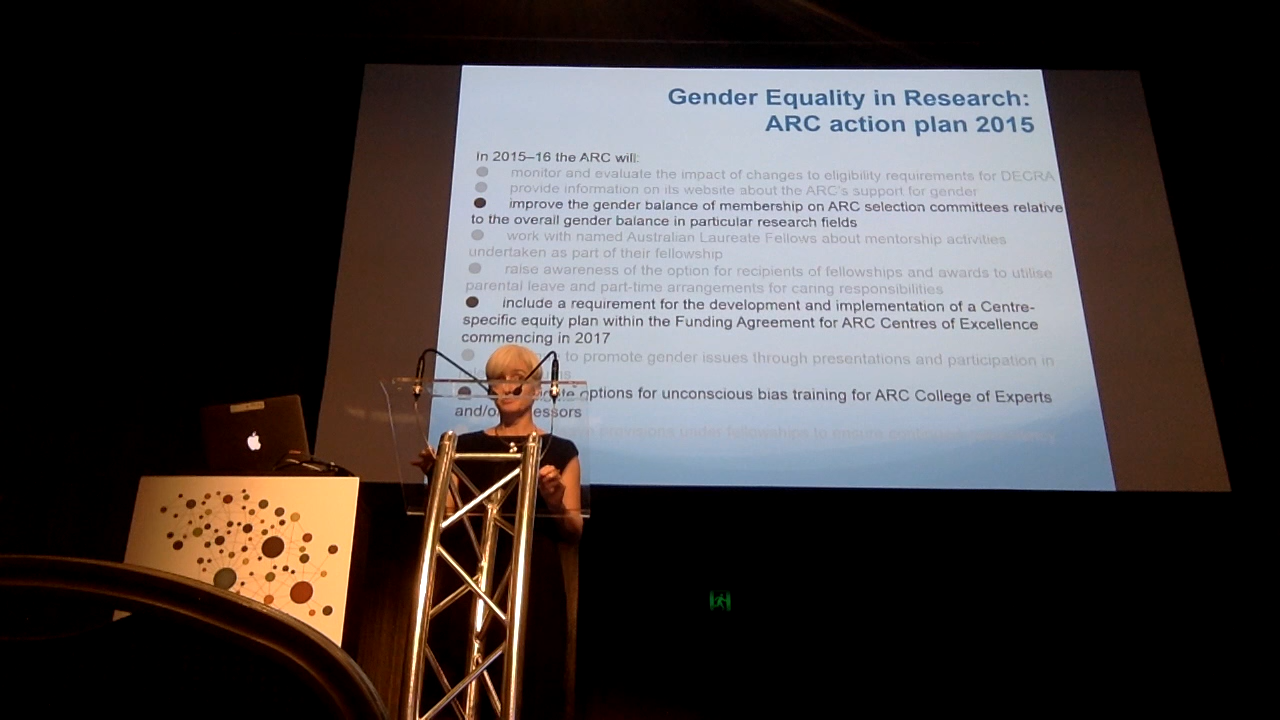 Gender Equality in Research:
ARC action plan 2015
In 2015–16 the ARC will:
monitor and evaluate the impact of changes to eligibility requirements for DECRA
provide information on its website about the ARC's support for gender
improve the gender balance of membership on ARC selection committees relative
to the overall gender balance in particular research fields
work with named Australian Laureate Fellows about mentorship activities
undertaken as part of their fellowship
raise awareness of the option for recipients of fellowships and awards to utilise
parental leave and part-time arrangements for caring responsibilities
include a requirement for the development and implementation of a Centre-
specific equity plan within the Funding Agreement for ARC Centres of Excellence
commencing in 2017
to promote gender issues through presentations and participation in
options for unconscious bias training for ARC College of Experts
provisions under fellowships to ensure